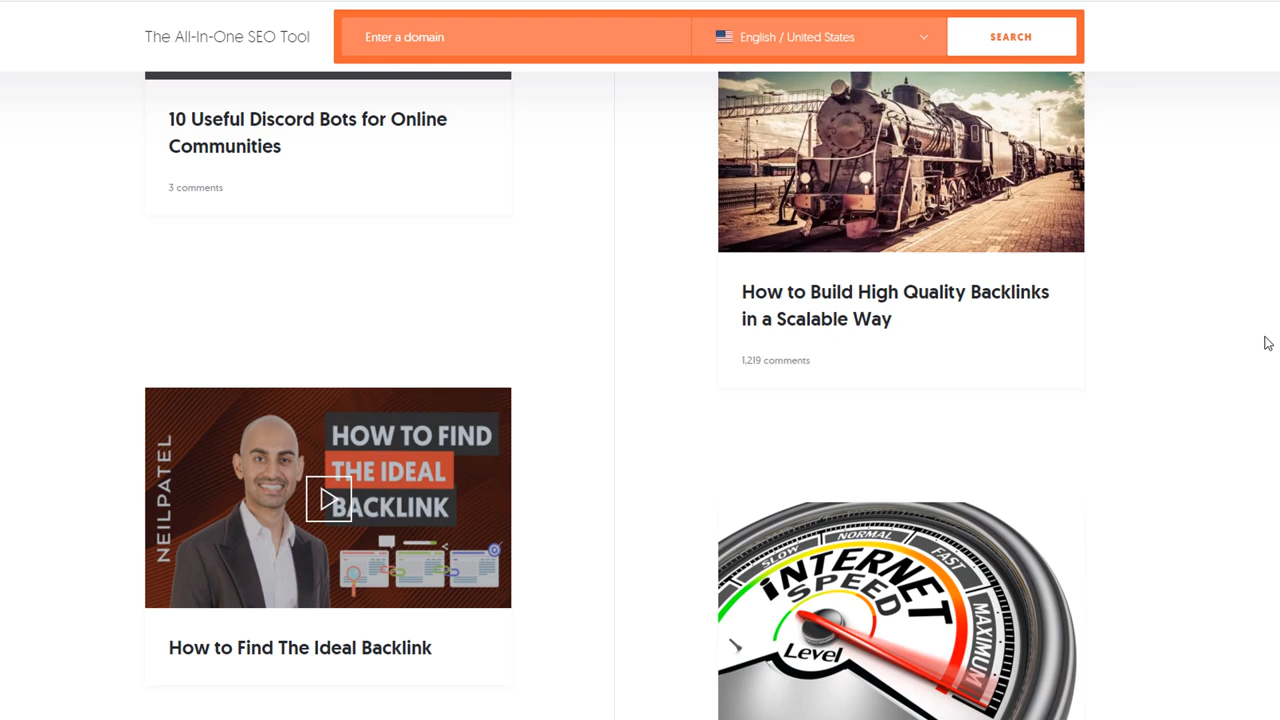 The All-In-One SEO Tool
Enter a domain
English / United States
SEARCH
10 Useful Discord Bots for Online
Communities
3 comments
How to Build High Quality Backlinks
in a Scalable Way
1,219 comments
NEILPATEL
HOW TO FIND
THE IDEAL
BACKLINK
How to Find The Ideal Backlink
SLOW
NORMAL
FAST
MAXIMUM
INTERNET
SPEED
Level